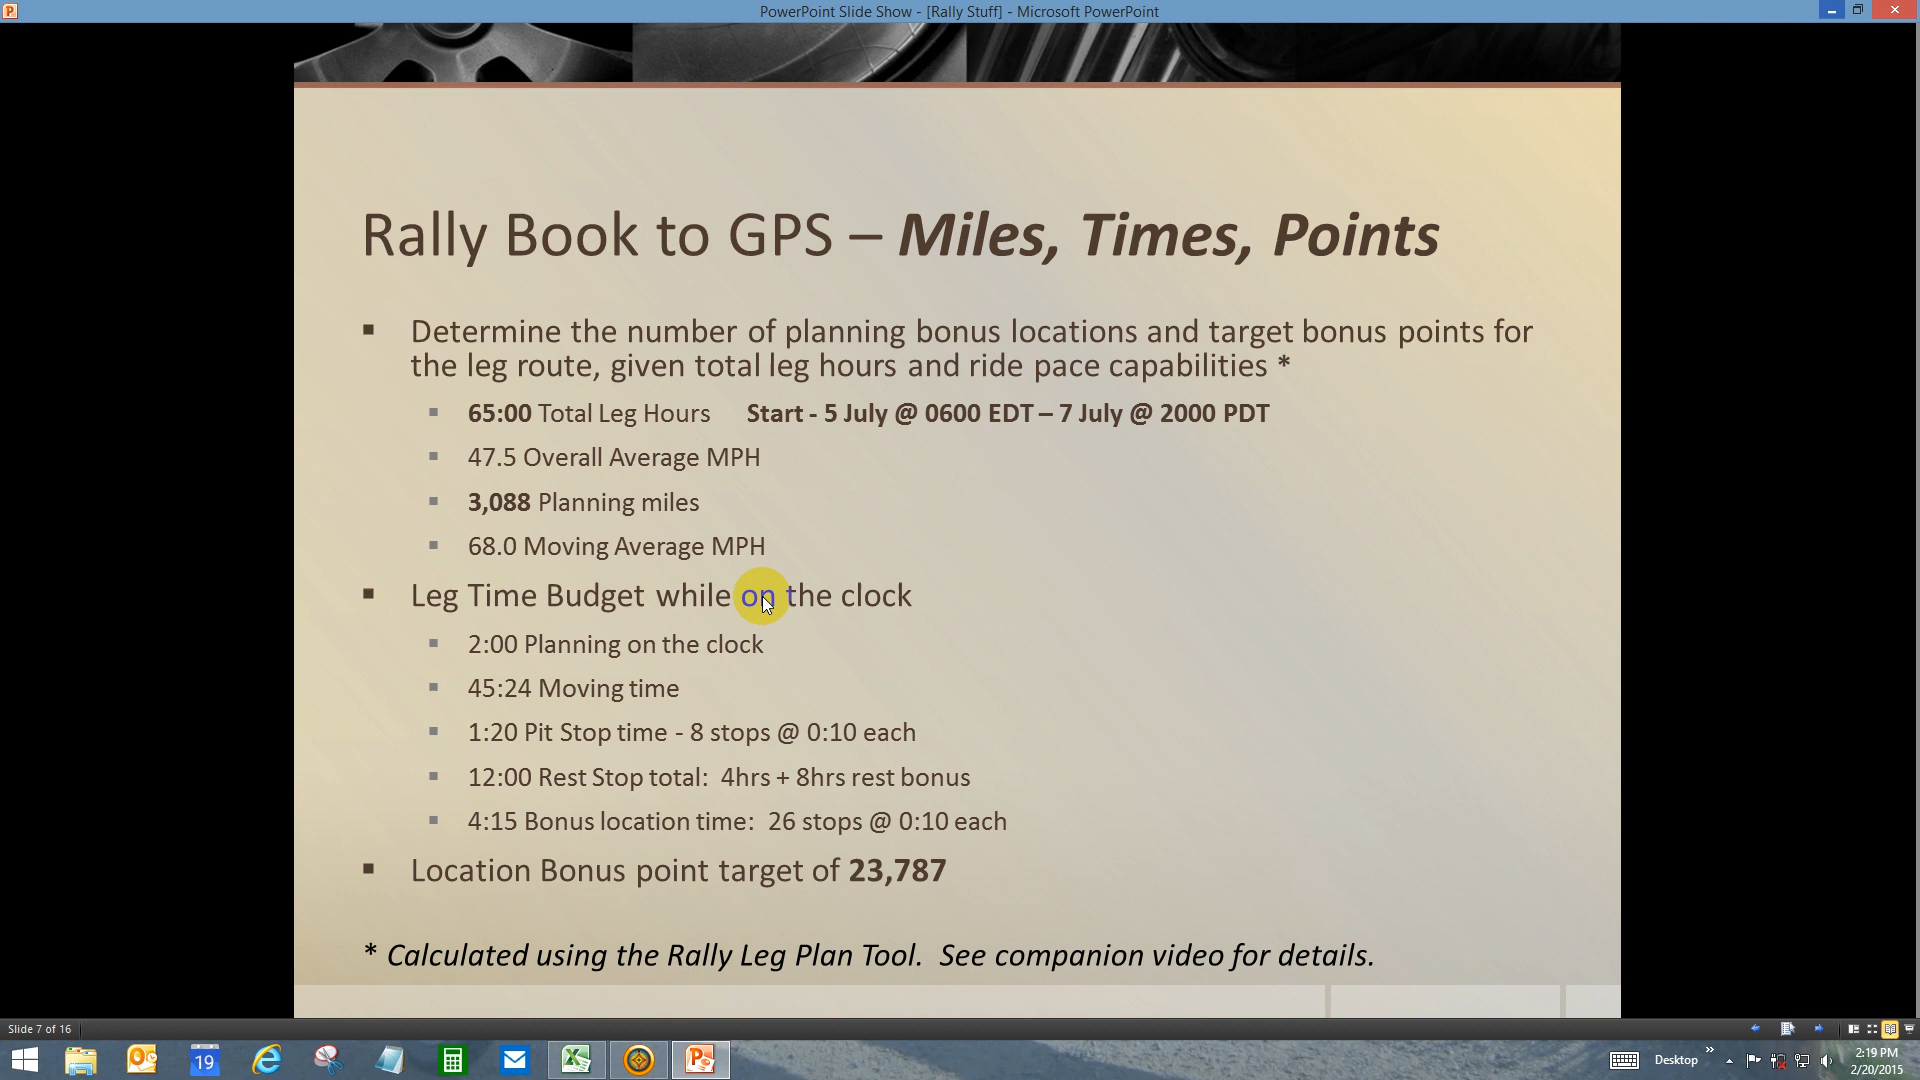 PowerPoint Slide Show - [Rally Stuff] - Microsoft PowerPoint
Rally Book to GPS – Miles, Times, Points
Determine the number of planning bonus locations and target bonus points for
the leg route, given total leg hours and ride pace capabilities *
65:00 Total Leg Hours Start - 5 July @ 0600 EDT – 7 July @ 2000 PDT
47.5 Overall Average MPH
3,088 Planning miles
68.0 Moving Average MPH
Leg Time Budget while on the clock
2:00 Planning on the clock
45:24 Moving time
1:20 Pit Stop time - 8 stops @ 0:10 each
12:00 Rest Stop total: 4hrs + 8hrs rest bonus
4:15 Bonus location time: 26 stops @ 0:10 each
Location Bonus point target of 23,787
* Calculated using the Rally Leg Plan Tool. See companion video for details.
Slide 7 of 16
19
Desktop
2:19 PM
2/20/2015